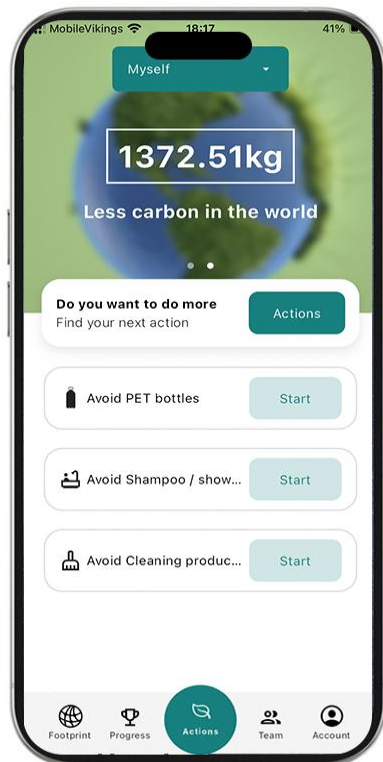 MobileVikings 18:17 41%
Myself
1372.51kg
Less carbon in the world
Do you want to do more
Find your next action
Actions
Avoid PET bottles
Start
Avoid Shampoo / show...
Start
Avoid Cleaning produc...
Start
Footprint Progress Actions Team Account